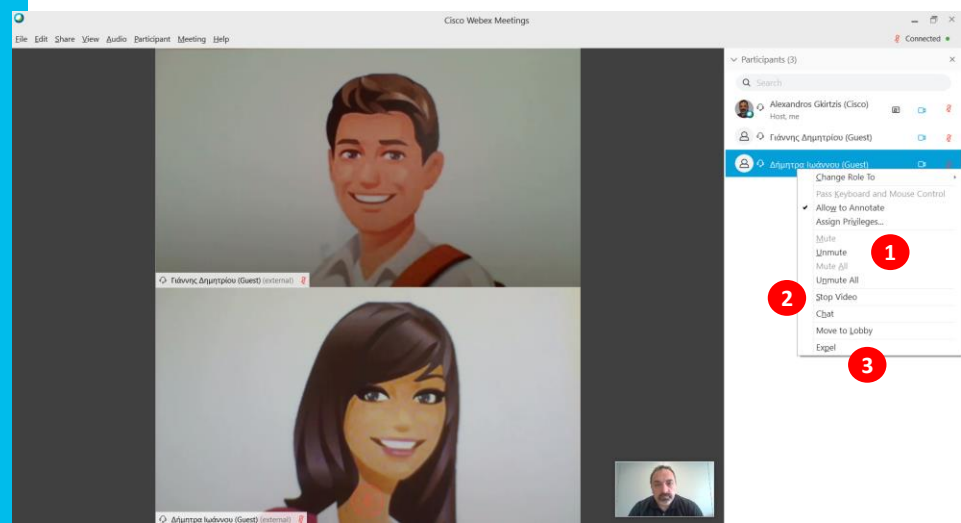 Cisco Webex Meetings
File Edit Share View Audio Participant Meeting Help
Connected
Participants (3)
Search
Alexandros Gkirtzis (Cisco)
Host, me
Γιάννης Δημητρίου (Guest)
Δήμητρα Ιωάννου (Guest)
Change Role To
Pass Keyboard and Mouse Control
Allow to Annotate
Assign Privileges...
Mute
Unmute
1
Mute All
Unmute All
2
Stop Video
Chat
Move to Lobby
Expel
3
Γιάννης Δημητρίου (Guest) (external)
Δήμητρα Ιωάννου (Guest) (external)